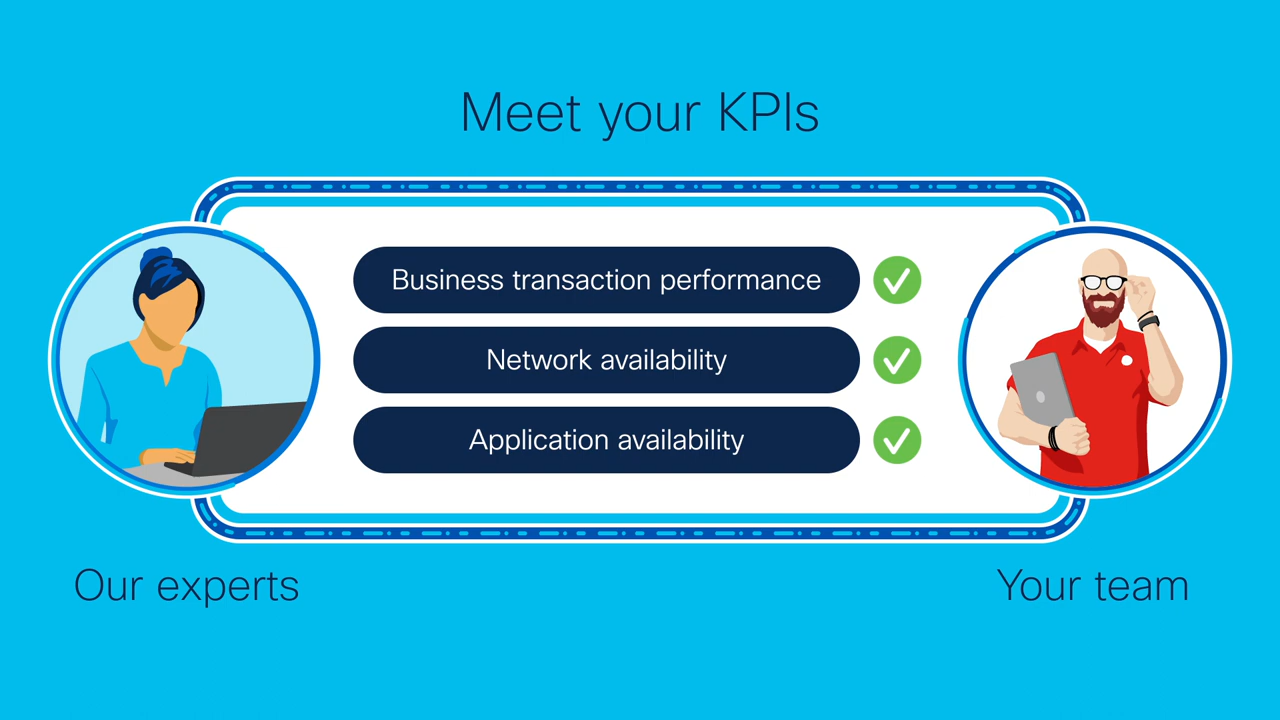 Meet your KPIs
Business transaction performance
Network availability
Application availability
Our experts
Your team